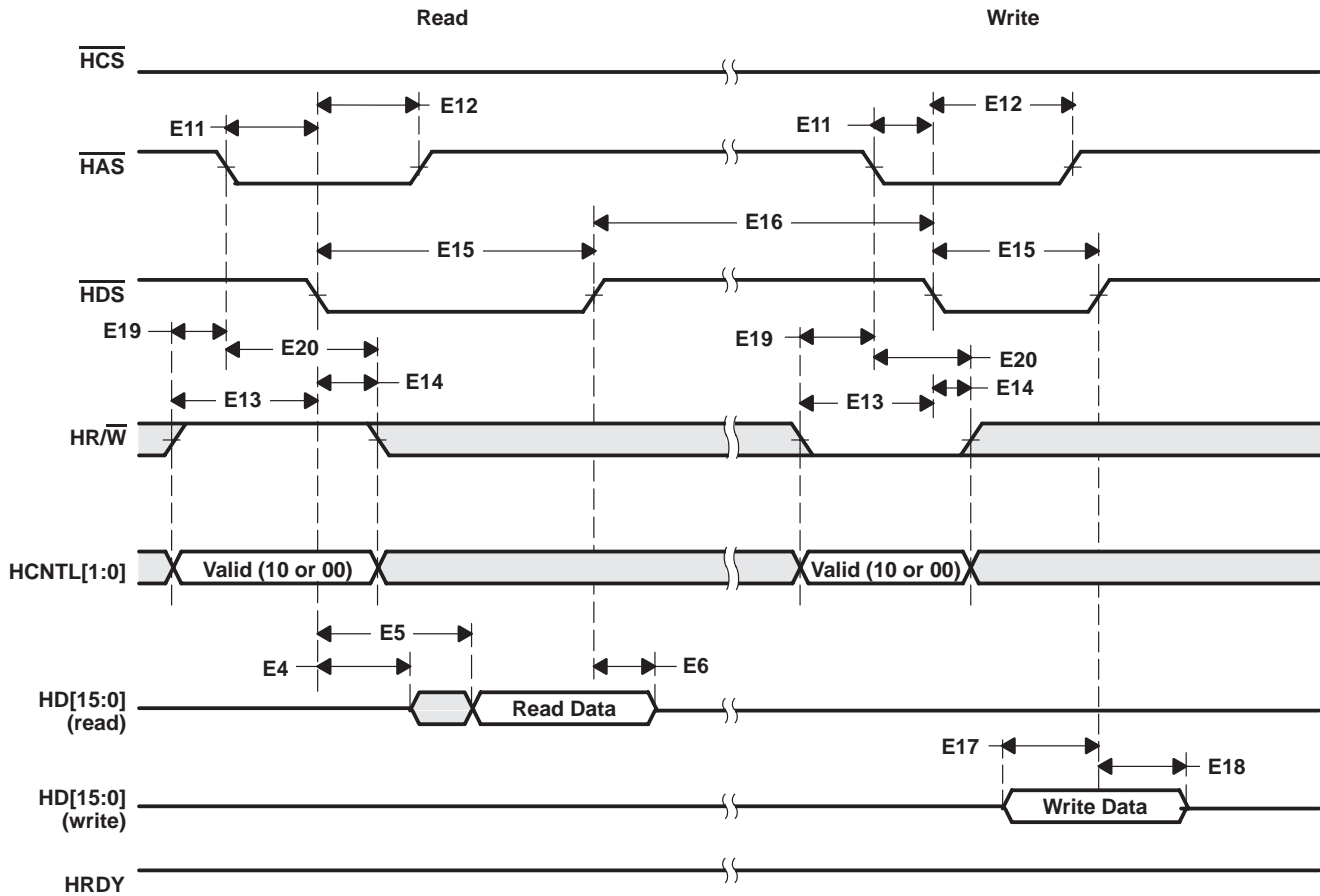 Read Write
HCS
E12 E12
E11 E11
HAS
E16
E15 E15
HDS
E19 E19
E20 E20
E14 E14
E13 E13
HR/W
HCNTL[1:0] Valid (10 or 00) Valid (10 or 00)
E5
E4 E6
HD[15:0]
(read)
Read Data
E17 E18
HD[15:0]
(write)
Write Data
HRDY